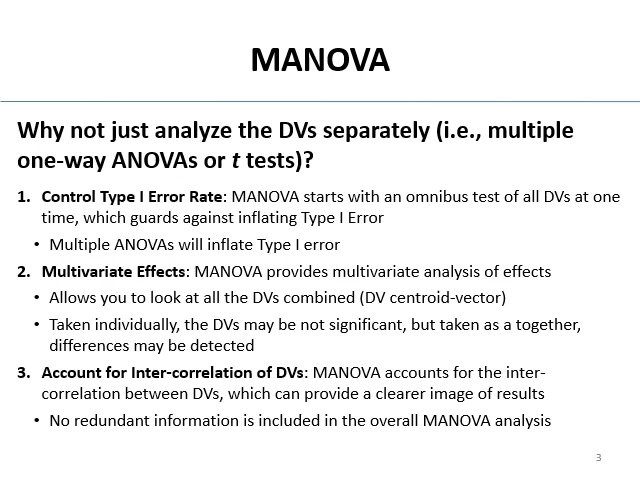 MANOVA
Why not just analyze the DVs separately (i.e., multiple
one-way ANOVAs or t tests)?
1. Control Type I Error Rate: MANOVA starts with an omnibus test of all DVs at one
time, which guards against inflating Type I Error
• Multiple ANOVAs will inflate Type I error
2. Multivariate Effects: MANOVA provides multivariate analysis of effects
• Allows you to look at all the DVs combined (DV centroid-vector)
• Taken individually, the DVs may be not significant, but taken as a together,
differences may be detected
3. Account for Inter-correlation of DVs: MANOVA accounts for the inter-
correlation between DVs, which can provide a clearer image of results
• No redundant information is included in the overall MANOVA analysis
3